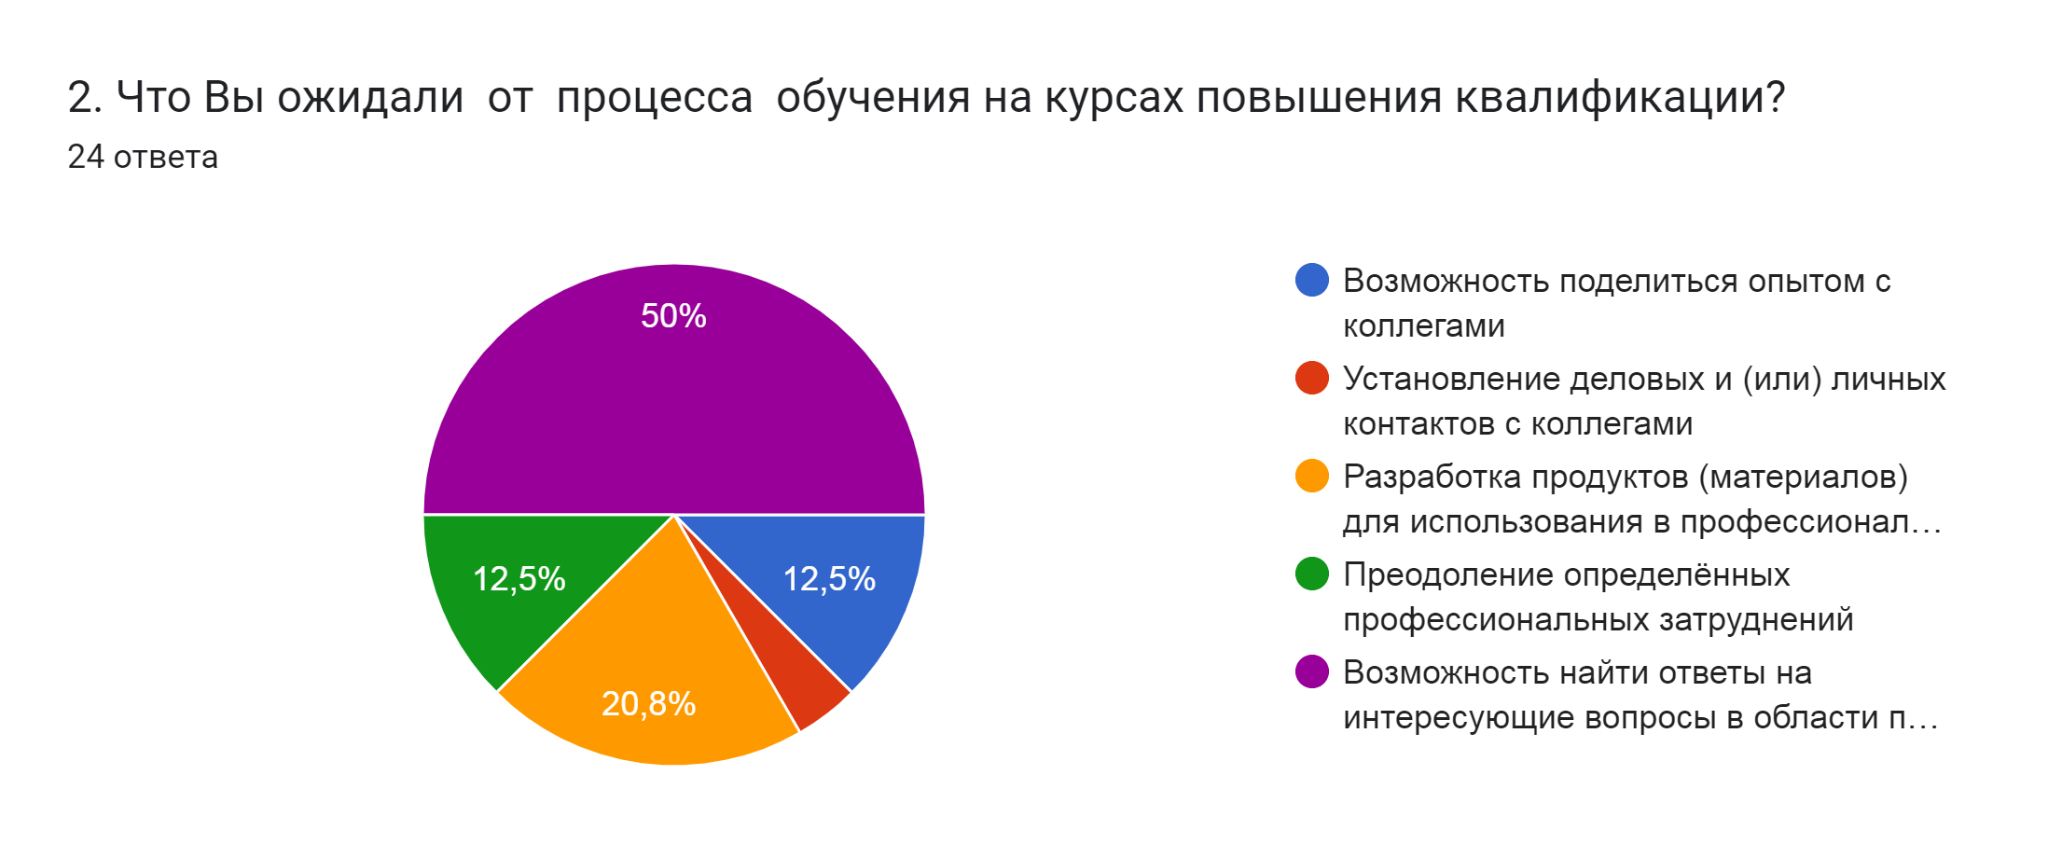 2. Что Вы ожидали от процесса обучения на курсах повышения квалификации?
24 ответа
50%
12,5%
12,5%
20,8%
Возможность поделиться опытом с
коллегами
Установление деловых и (или) личных
контактов с коллегами
Разработка продуктов (материалов)
для использования в профессионал…
Преодоление определённых
профессиональных затруднений
Возможность найти ответы на
интересующие вопросы в области п…